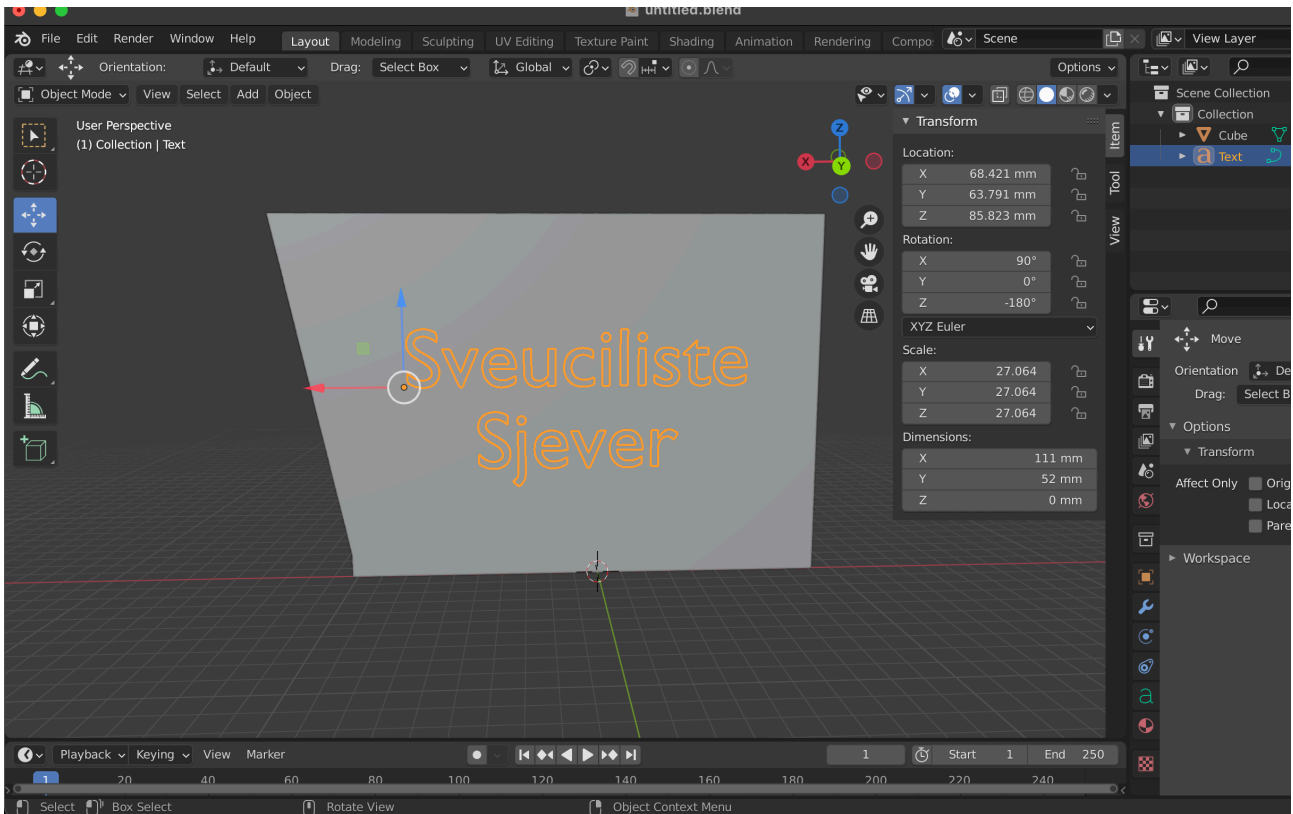 untitled.blend
File Edit Render Window Help Layout Modeling Sculpting UV Editing Texture Paint Shading Animation Rendering Compo Scene View Layer
Orientation: Default Drag: Select Box Global Options
Object Mode View Select Add Object
User Perspective
(1) Collection | Text
Z
X
Y
Sveuciliste
Sjever
Transform
Location:
X 68.421 mm
Y 63.791 mm
Z 85.823 mm
Rotation:
X 90°
Y 0°
Z -180°
XYZ Euler
Scale:
X 27.064
Y 27.064
Z 27.064
Dimensions:
X 111 mm
Y 52 mm
Z 0 mm
Item
Tool
View
Scene Collection
Collection
Cube
Text
Move
Orientation De
Drag: Select B
Options
Transform
Affect Only Orig
Loca
Pare
Workspace
Playback Keying View Marker 1 Start 1 End 250
1 20 40 60 80 100 120 140 160 180 200 220 240
Select Box Select Rotate View Object Context Menu